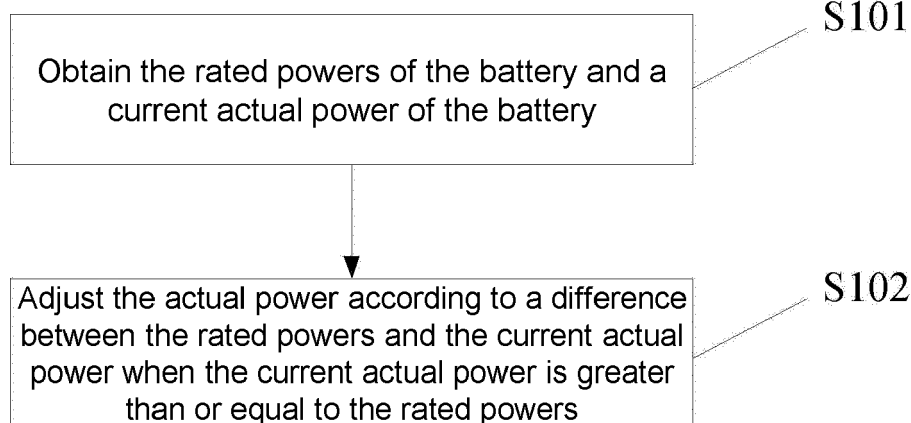 S101
Obtain the rated powers of the battery and a
current actual power of the battery
S102
Adjust the actual power according to a difference
between the rated powers and the current actual
power when the current actual power is greater
than or equal to the rated powers